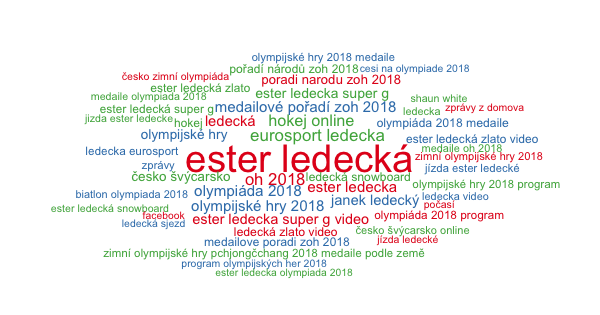 olympijské hry 2018 medaile
pořadí národů zoh 2018 cesi na olympiade 2018
česko zimní olympiáda poradi narodu zoh 2018
ester ledecká zlato ester ledecka super g
medaile olympiada 2018 medailové pořadí zoh 2018 shaun white
ester ledecká super g ledecka zprávy z domova
jizda ester ledecke hokej ledecká hokej online olympiáda 2018 medaile
olympijské hry eurosport ledecka ester ledecká zlato video
ledecka eurosport ester ledecká medaile oh 2018
zprávy zimní olympijské hry 2018
česko švýcarsko oh 2018 ledecká snowboard jízda ester ledecké
biatlon olympiada 2018 olympiáda 2018 ester ledecka olympijské hry 2018 program
ester ledecká snowboard olympijské hry 2018 janek ledecký ledecka video
facebook počasí
ledecká sjezd ester ledecka super g video olympiáda 2018 program
ledecká zlato video česko švýcarsko online
medailove poradi zoh 2018 jízda ledecké
zimní olympijské hry pchjongčchang 2018 medaile podle země
program olympijských her 2018
ester ledecka olympiada 2018